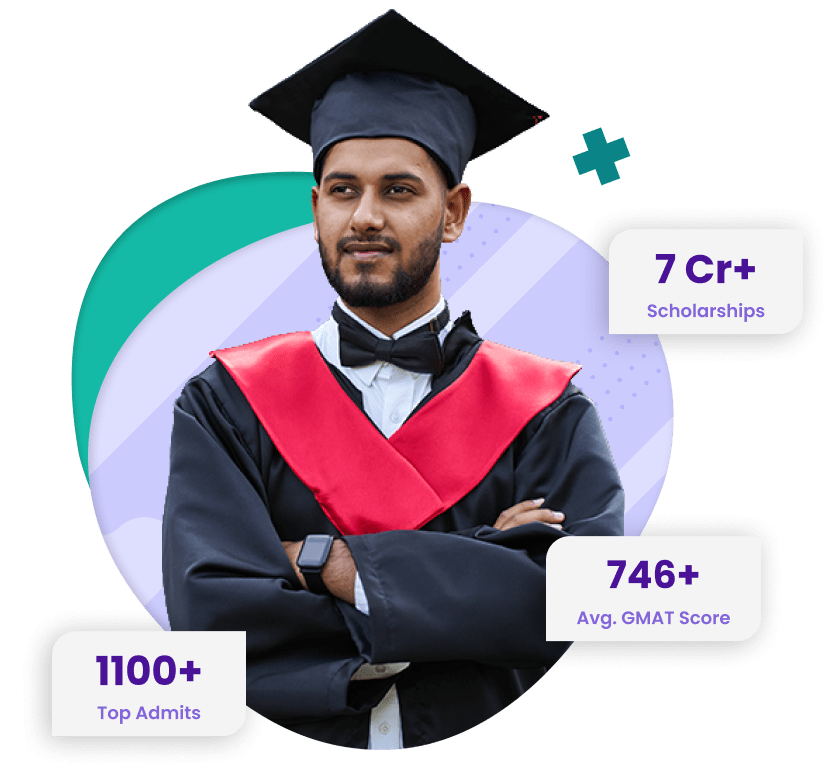 7 Cr+
Scholarships
746+
Avg. GMAT Score
1100+
Top Admits